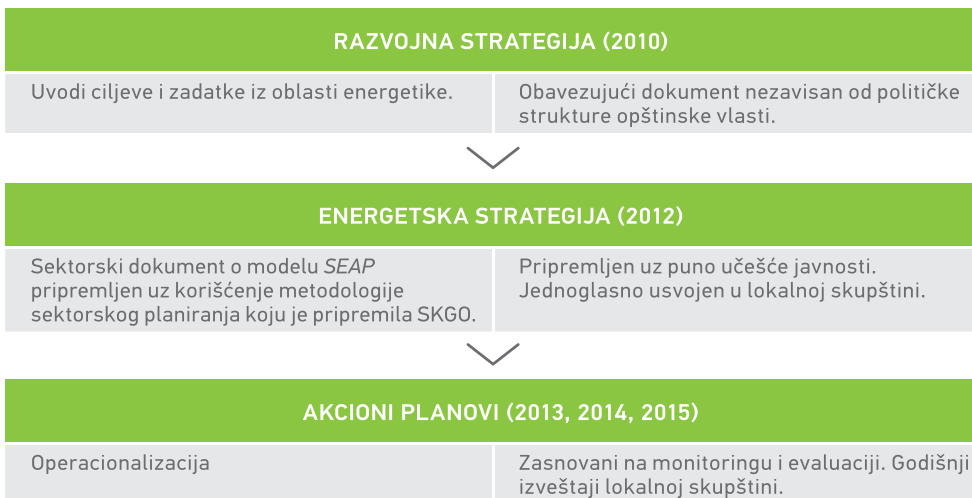 RAZVOJNA STRATEGIJA (2010)
Uvodi ciljeve i zadatke iz oblasti energetike.
Obavezujući dokument nezavisan od političke
strukture opštinske vlasti.
ENERGETSKA STRATEGIJA (2012)
Sektorski dokument o modelu SEAP
pripremljen uz korišćenje metodologije
sektorskog planiranja koju je pripremila SKGO.
Pripremljen uz puno učešće javnosti.
Jednoglasno usvojen u lokalnoj skupštini.
AKCIONI PLANOVI (2013, 2014, 2015)
Operacionalizacija
Zasnovani na monitoringu i evaluaciji. Godišnji
izveštaji lokalnoj skupštini.